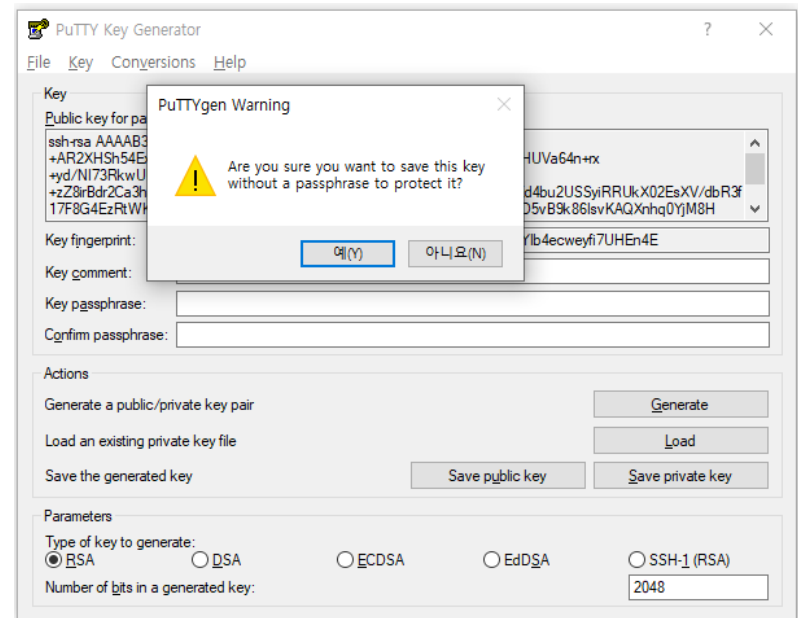 PuTTY Key Generator
?
File Key Conversions Help
Key
Public key for pa
PuTTYgen Warning
Are you sure you want to save this key
without a passphrase to protect it?
예(Y) 아니요(N)
ssh-rsa AAAAB3
+AR2XHSh54Ex HUVa64n+rx
+yd/NI73RkwU
+zZ8irBdr2Ca3h d4bu2USSyiRRUkX02EsXV/dbR3f
17F8G4EzRtWK D5vB9k86lsvKAQXnhq0YjM8H
Key fingerprint: Ylb4ecweyfi7UHEn4E
Key comment:
Key passphrase:
Confirm passphrase:
Actions
Generate a public/private key pair Generate
Load an existing private key file Load
Save the generated key Save public key Save private key
Parameters
Type of key to generate:
RSA DSA ECDSA EdDSA SSH-1 (RSA)
Number of bits in a generated key: 2048